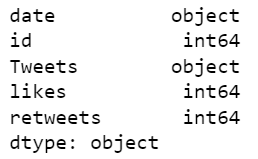 date object
id int64
Tweets object
likes int64
retweets int64
dtype: object